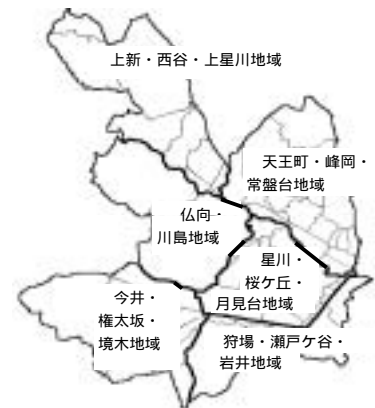 上新・西谷・上星川地域
天王町・峰岡・
常盤台地域
仏向・
川島地域
星川・
桜ケ丘・
月見台地域
今井・
権太坂・
境木地域
狩場・瀬戸ケ谷・
岩井地域